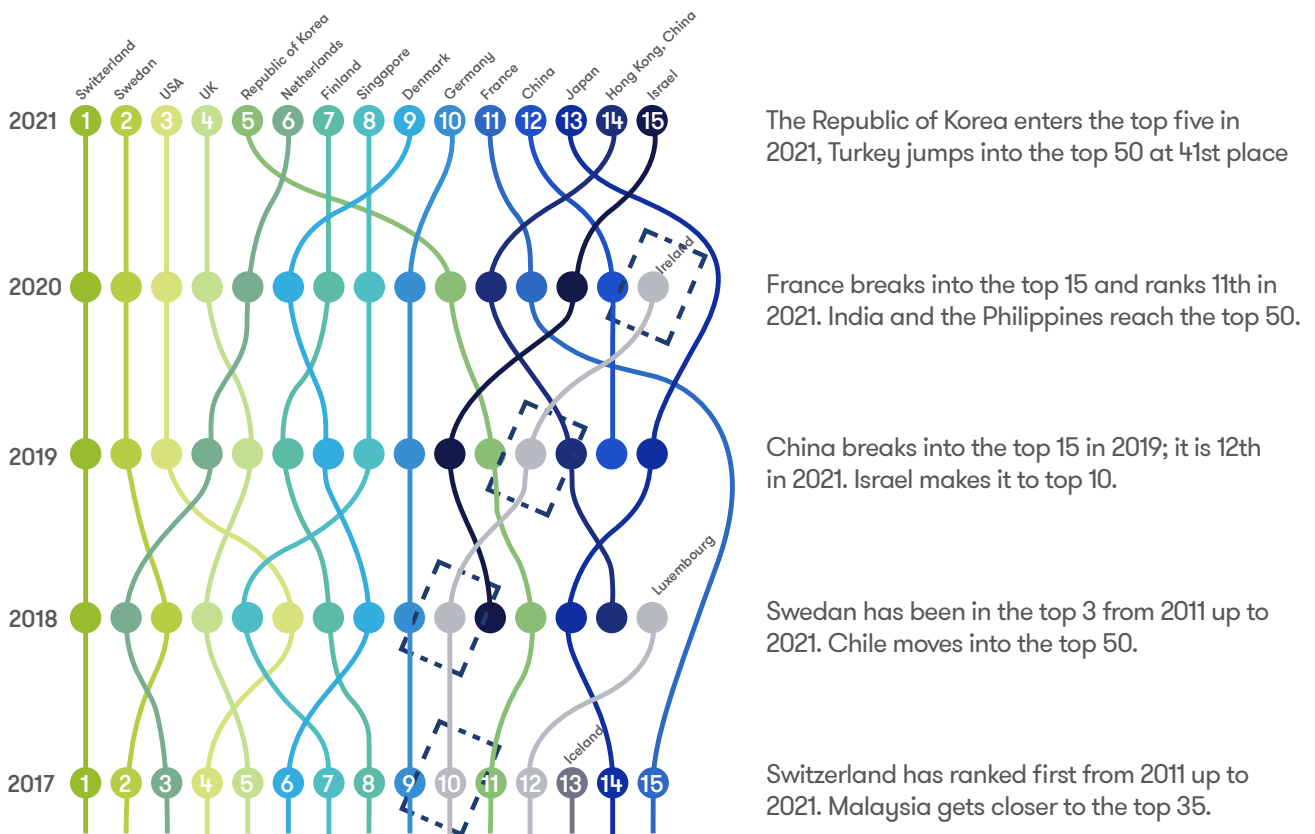 Switzerland
Swedan
USA
UK
Republic of Korea
Netherlands
Finland
Singapore
Denmark
Germany
France
China
Japan
Hong Kong, China
Israel
2021 1 2 3 4 5 6 7 8 9 10 11 12 13 14 15
The Republic of Korea enters the top five in
2021, Turkey jumps into the top 50 at 41st place
Ireland
2020
France breaks into the top 15 and ranks 11th in
2021. India and the Philippines reach the top 50.
2019
China breaks into the top 15 in 2019; it is 12th
in 2021. Israel makes it to top 10.
Luxembourg
2018
Swedan has been in the top 3 from 2011 up to
2021. Chile moves into the top 50.
Iceland
2017 1 2 3 4 5 6 7 8 9 10 11 12 13 14 15
Switzerland has ranked first from 2011 up to
2021. Malaysia gets closer to the top 35.